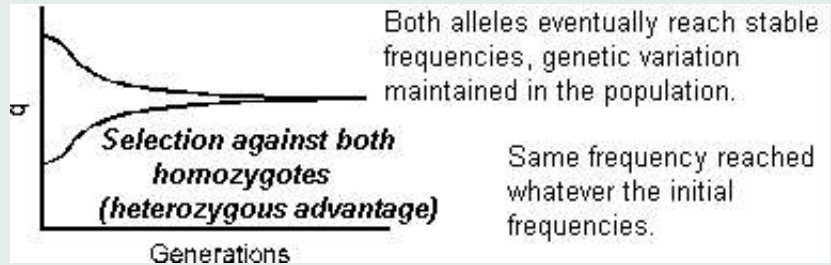 Both alleles eventually reach stable
frequencies, genetic variation
maintained in the population.
q
Selection against both
homozygotes
(heterozygous advantage)
Same frequency reached
whatever the initial
frequencies.
Generations